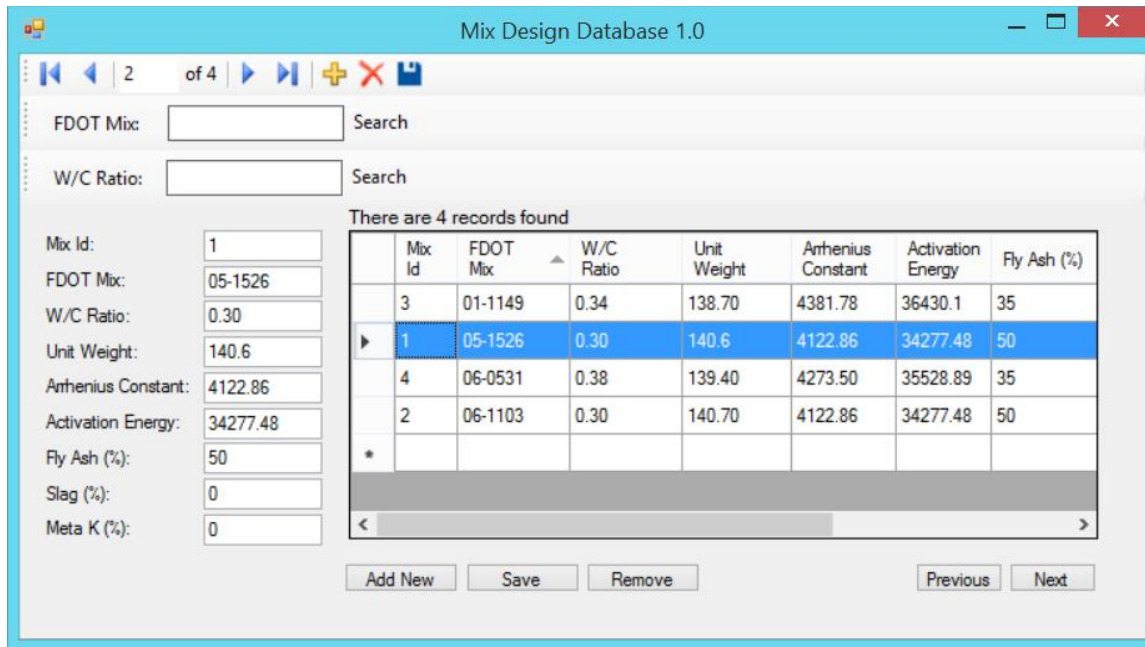 Mix Design Database 1.0
2 of 4
FDOT Mix: Search
W/C Ratio: Search
There are 4 records found
Mix Id: 1
FDOT Mix: 05-1526
W/C Ratio: 0.30
Unit Weight: 140.6
Arrhenius Constant: 4122.86
Activation Energy: 34277.48
Fly Ash (%): 50
Slag (%): 0
Meta K (%): 0
Mix Id FDOT Mix W/C Ratio Unit Weight Arrhenius Constant Activation Energy Fly Ash (%)
3 01-1149 0.34 138.70 4381.78 36430.1 35
1 05-1526 0.30 140.6 4122.86 34277.48 50
4 06-0531 0.38 139.40 4273.50 35528.89 35
2 06-1103 0.30 140.70 4122.86 34277.48 50
*
Add New Save Remove Previous Next